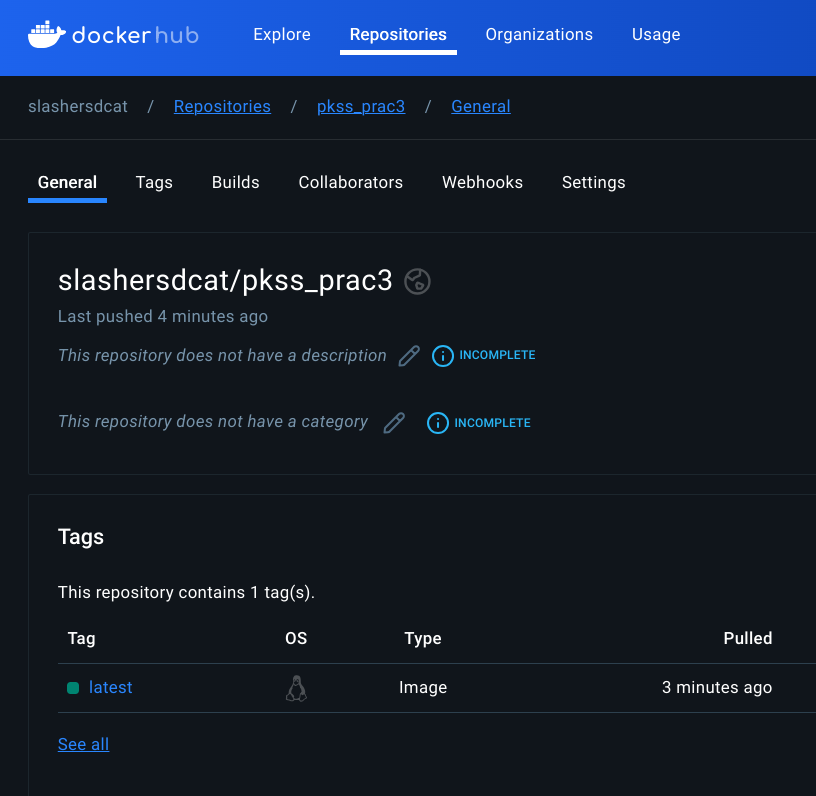 docker hub Explore Repositories Organizations Usage
slashersdcat / Repositories / pkss_prac3 / General
General Tags Builds Collaborators Webhooks Settings
slashersdcat/pkss_prac3
Last pushed 4 minutes ago
This repository does not have a description INCOMPLETE
This repository does not have a category INCOMPLETE
Tags
This repository contains 1 tag(s).
Tag OS Type Pulled
latest Image 3 minutes ago
See all